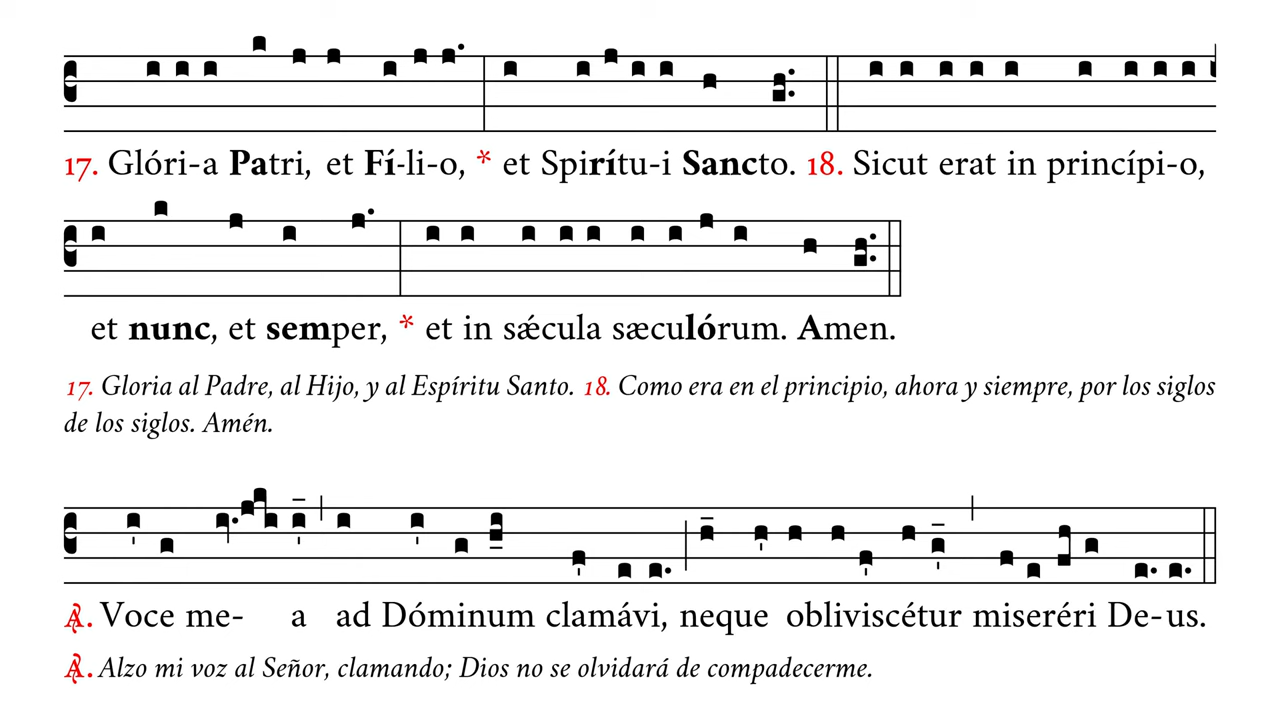 17. Glóri-a Patri, et Fí-li-o, * et Spirítu-i Sancto. 18. Sicut erat in princípi-o,
et nunc, et semper, * et in sǽcula sæculórum. Amen.
17. Gloria al Padre, al Hijo, y al Espíritu Santo. 18. Como era en el principio, ahora y siempre, por los siglos
de los siglos. Amén.
A. Voce me- a ad Dóminum clamávi, neque obliviscétur miseréri De-us.
A. Alzo mi voz al Señor, clamando; Dios no se olvidará de compadecerme.